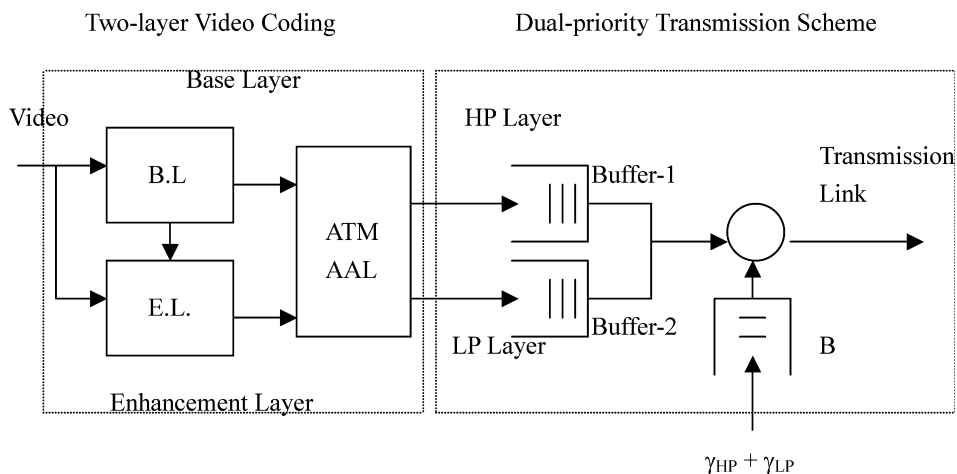 Two-layer Video Coding
Dual-priority Transmission Scheme
Base Layer
Video
B.L
E.L.
Enhancement Layer
ATM
AAL
HP Layer
Buffer-1
LP Layer
Buffer-2
Transmission
Link
B
γHP + γLP